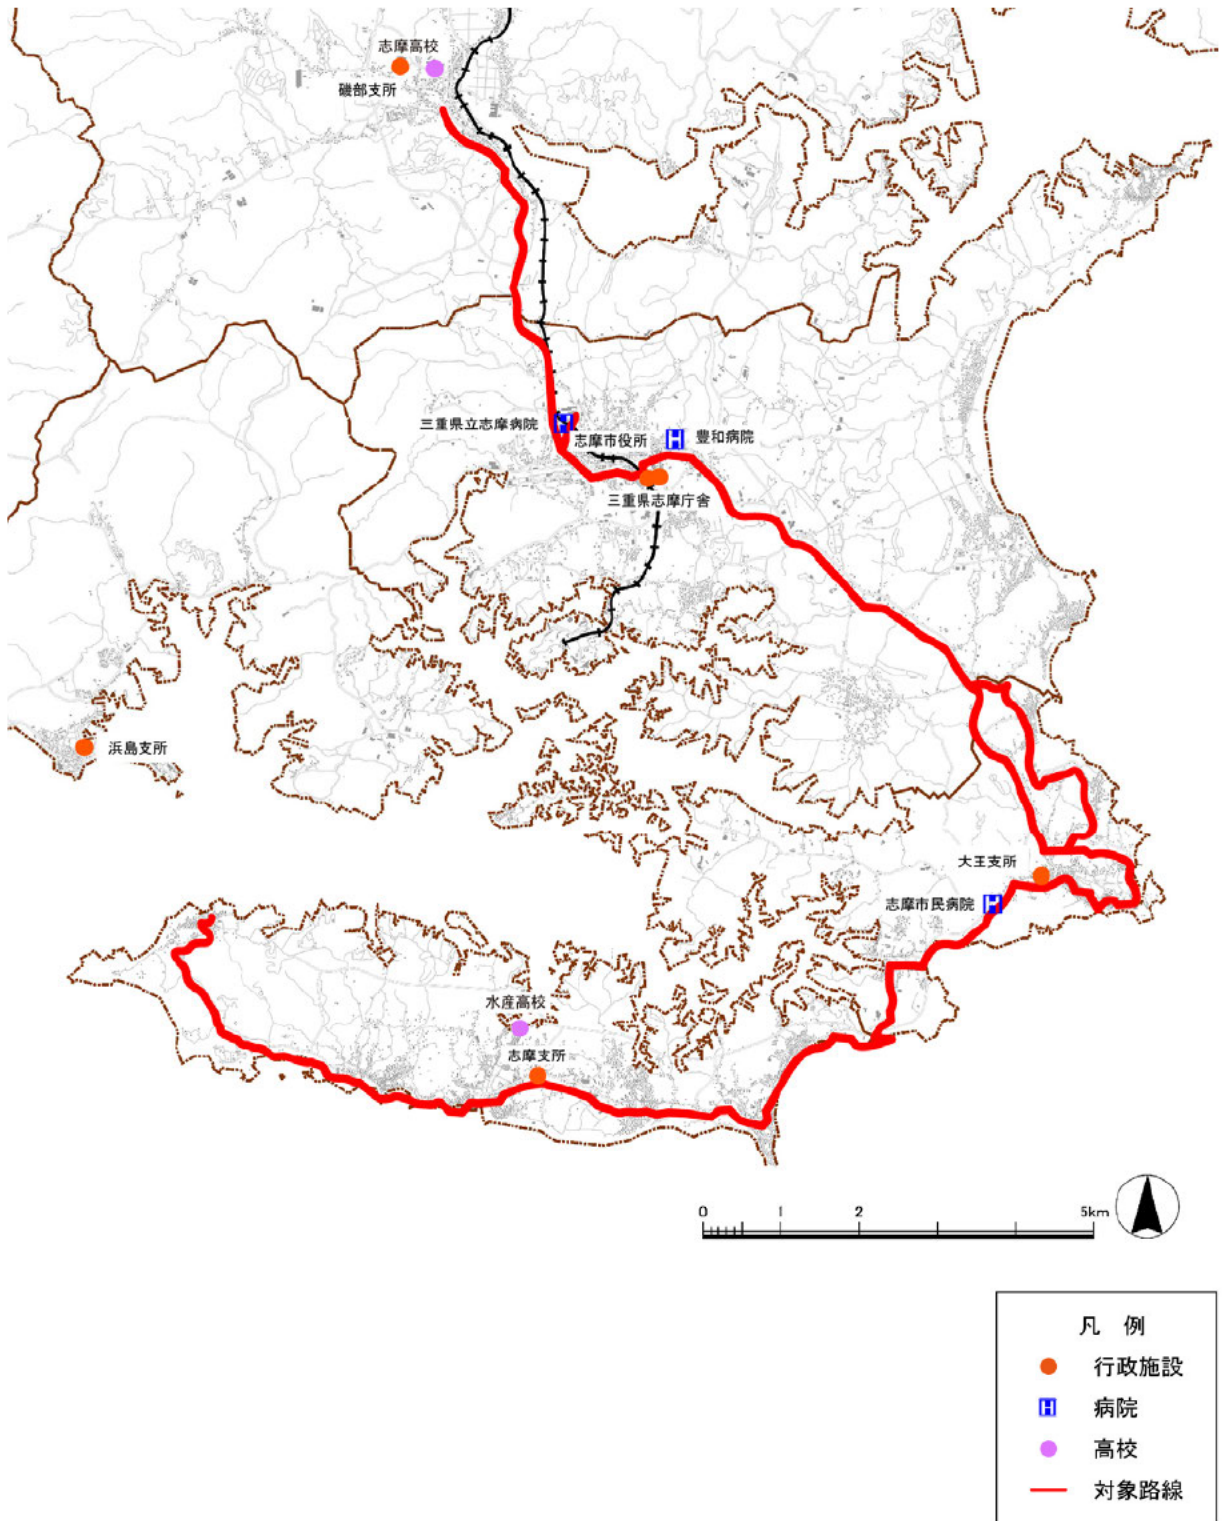 志摩高校
磯部支所
三重県立志摩病院
志摩市役所
豊和病院
三重県志摩庁舎
浜島支所
大王支所
志摩市民病院
水産高校
志摩支所
0 1 2 5km
凡 例
行政施設
病院
高校
対象路線